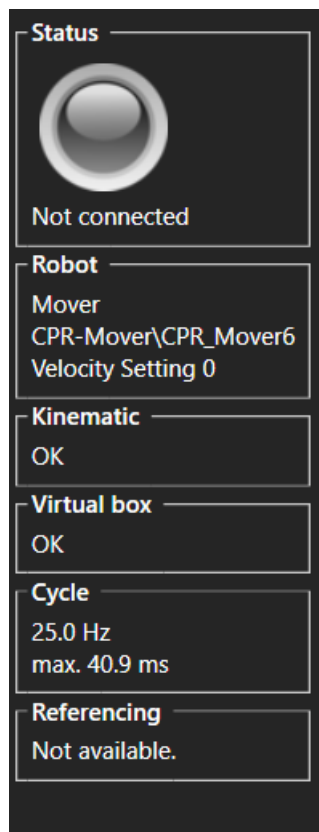 Status
Not connected
Robot
Mover
CPR-Mover\CPR_Mover6
Velocity Setting 0
Kinematic
OK
Virtual box
OK
Cycle
25.0 Hz
max. 40.9 ms
Referencing
Not available.